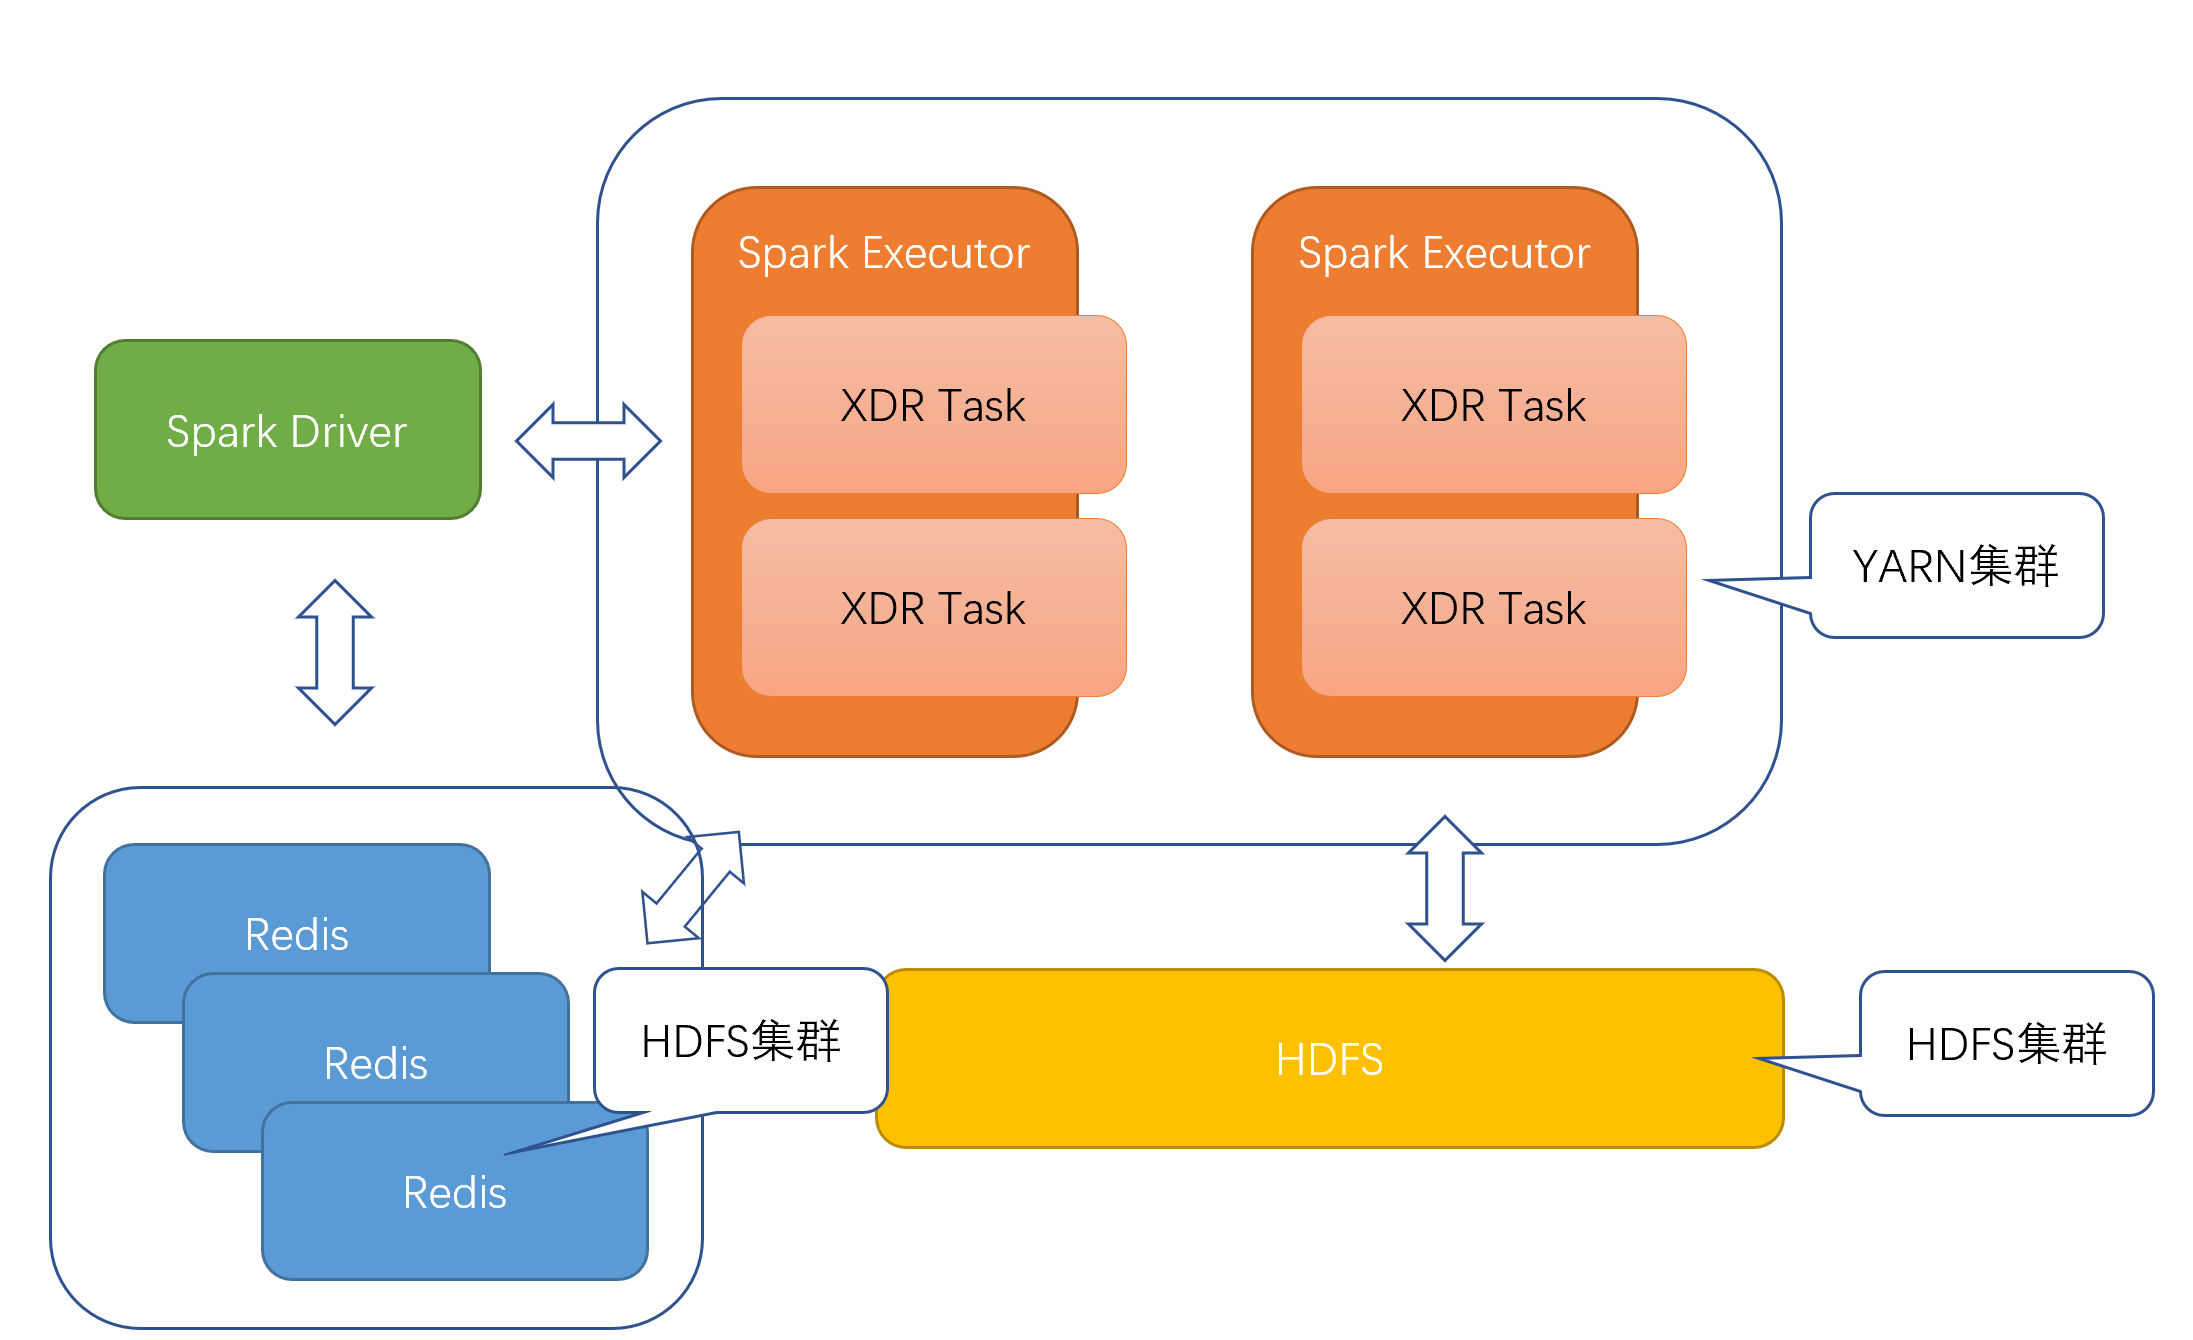 Spark Executor
Spark Executor
XDR Task
XDR Task
Spark Driver
XDR Task
XDR Task
YARN集群
Redis
HDFS集群
HDFS
HDFS集群
Redis
Redis